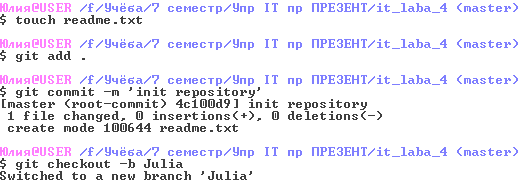 Юлия@USER /f/Учёба/7 семестр/Упр IT пр ПРЕЗЕНТ/it_laba_4 (master)
$ touch readme.txt
Юлия@USER /f/Учёба/7 семестр/Упр IT пр ПРЕЗЕНТ/it_laba_4 (master)
$ git add .
Юлия@USER /f/Учёба/7 семестр/Упр IT пр ПРЕЗЕНТ/it_laba_4 (master)
$ git commit -m 'init repository'
[master (root-commit) 4c100d9] init repository
1 file changed, 0 insertions(+), 0 deletions(-)
create mode 100644 readme.txt
Юлия@USER /f/Учёба/7 семестр/Упр IT пр ПРЕЗЕНТ/it_laba_4 (master)
$ git checkout -b Julia
Switched to a new branch 'Julia'